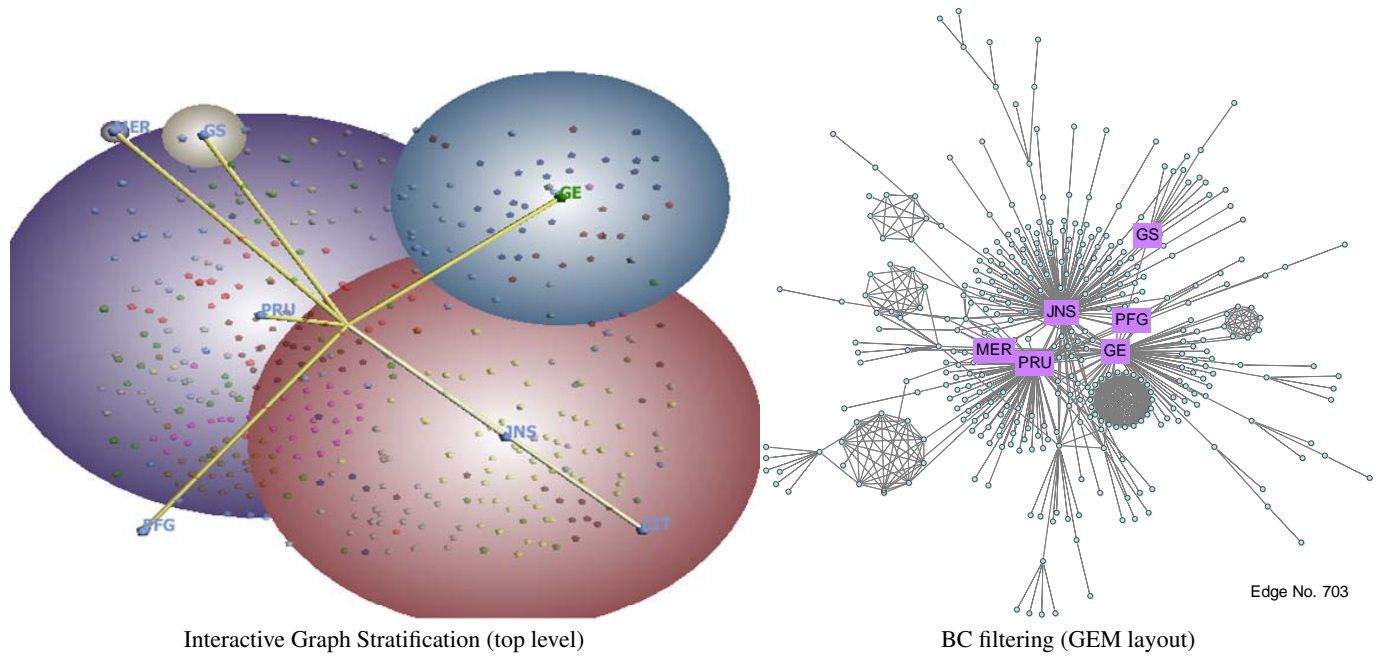 MER
GS
GE
PRU
JNS
PFG
CIT
Interactive Graph Stratification (top level)
GS
JNS
PFG
MER
GE
PRU
Edge No. 703
BC filtering (GEM layout)